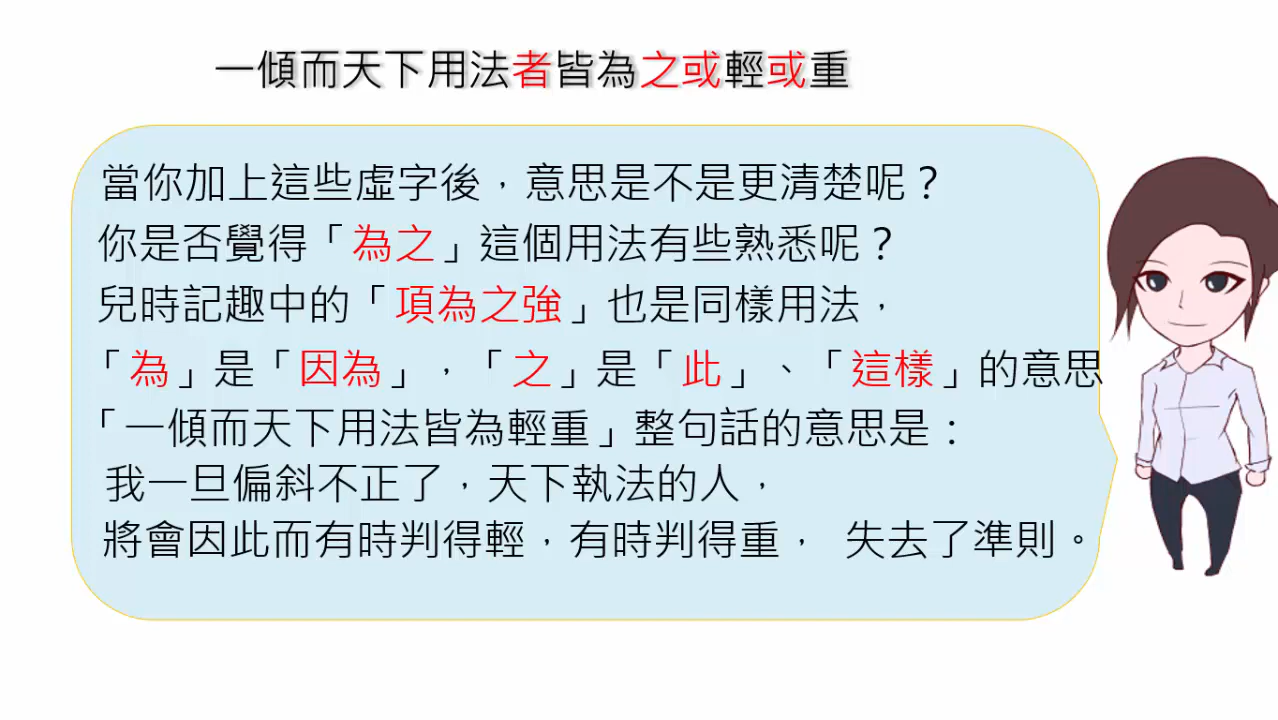 一傾而天下用法者皆為之或輕或重
當你加上這些虛字後，意思是不是更清楚呢？
你是否覺得「為之」這個用法有些熟悉呢？
兒時記趣中的「項為之強」也是同樣用法，
「為」是「因為」，「之」是「此」、「這樣」的意思
「一傾而天下用法皆為輕重」整句話的意思是：
我一旦偏斜不正了，天下執法的人，
將會因此而有時判得輕，有時判得重， 失去了準則。